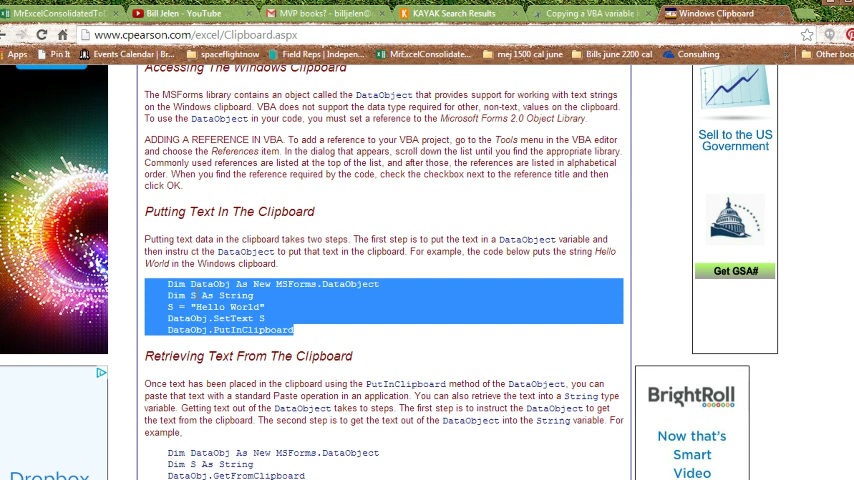 MrExcelConsolidatedTo
Bill Jelen - YouTube
MVP books? - billjelen@
KAYAK Search Results
Copying a VBA variable i
Windows Clipboard
www.cpearson.com/excel/Clipboard.aspx
Apps
Pin It
Events Calendar | Br...
spaceflightnow
Field Reps | Independ...
MrExcelConsolidate...
mej 1500 cal june
Bills june 2200 cal
Consulting
Other boo
Accessing The Windows Clipboard
The MSForms library contains an object called the DataObject that provides support for working with text strings
on the Windows clipboard. VBA does not support the data type required for other, non-text, values on the clipboard.
To use the DataObject in your code, you must set a reference to the Microsoft Forms 2.0 Object Library.
ADDING A REFERENCE IN VBA. To add a reference to your VBA project, go to the Tools menu in the VBA editor
and choose the References item. In the dialog that appears, scroll down the list until you find the appropriate library.
Commonly used references are listed at the top of the list, and after those, the references are listed in alphabetical
order. When you find the reference required by the code, check the checkbox next to the reference title and then
click OK.
Putting Text In The Clipboard
Putting text data in the clipboard takes two steps. The first step is to put the text in a DataObject variable and
then instru ct the DataObject to put that text in the clipboard. For example, the code below puts the string Hello
World in the Windows clipboard.
Dim DataObj As New MSForms.DataObject
Dim S As String
S = "Hello World"
DataObj.SetText S
DataObj.PutInClipboard
Retrieving Text From The Clipboard
Once text has been placed in the clipboard using the PutInClipboard method of the DataObject, you can
paste that text with a standard Paste operation in an application. You can also retrieve the text into a String type
variable. Getting text out of the DataObject takes to steps. The first step is to instruct the DataObject to get
the text from the clipboard. The second step is to get the text out of the DataObject into the String variable. For
example,
Dim DataObj As New MSForms.DataObject
Dim S As String
DataObj.GetFromClipboard
Sell to the US
Government
Get GSA#
BrightRoll
Now that's
Smart
Video
Dropbox